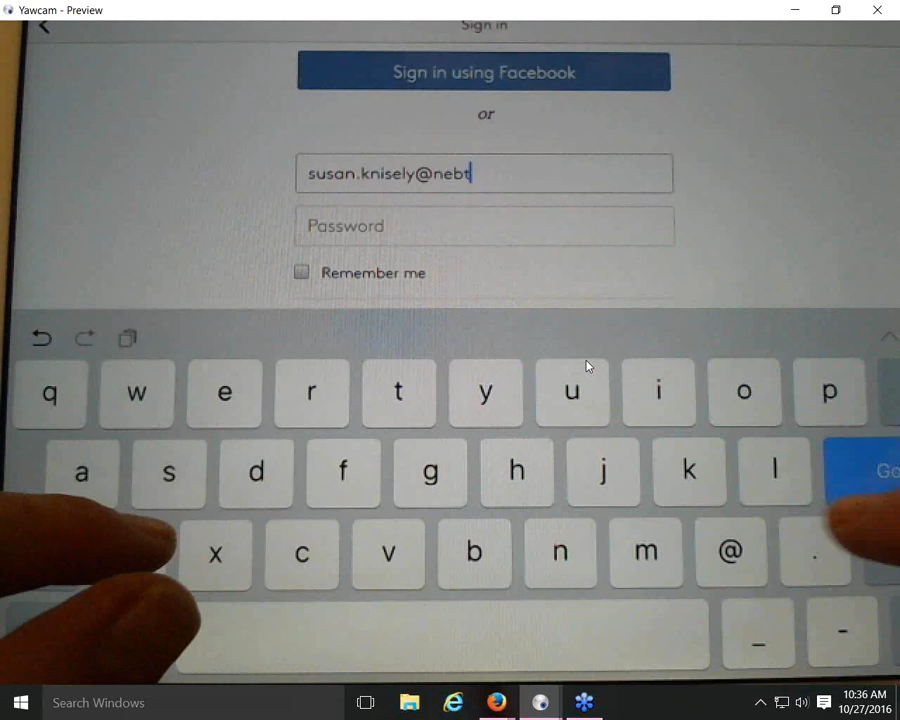 Yawcam - Preview
Sign in
Sign in using Facebook
or
susan.knisely@nebt
Password
Remember me
q w e r t y u i o p
a s d f g h j k l Go
x c v b n m @ .
_ -
Search Windows
10:36 AM
10/27/2016